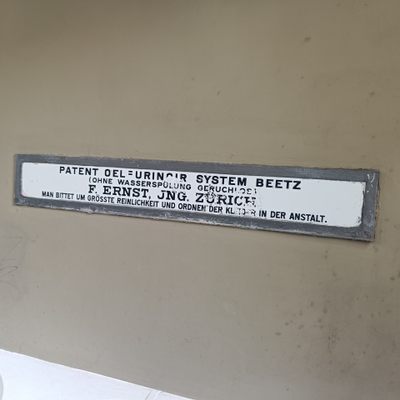 PATENT OEL=URINOIR SYSTEM BEETZ
(OHNE WASSERSPÜLUNG GERUCHLOS)
F. ERNST, JNG. ZÜRICH
MAN BITTET UM GRÖSSTE REINLICHKEIT UND ORDNEN DER KLEIDER IN DER ANSTALT.